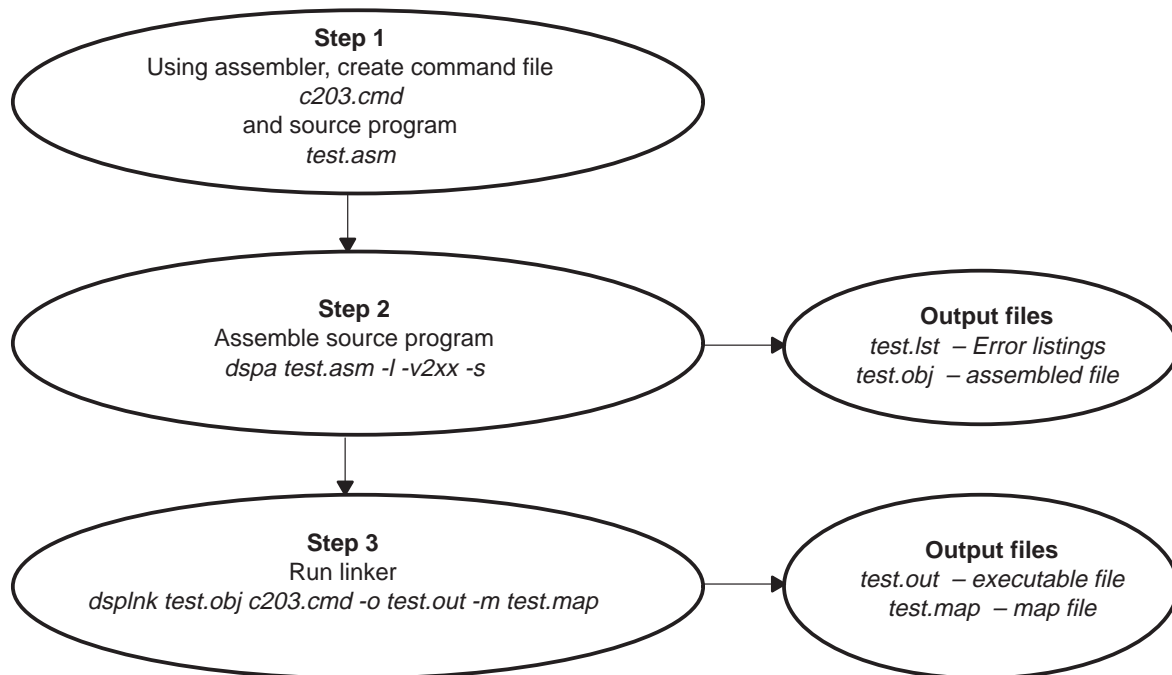 Step 1
Using assembler, create command file
c203.cmd
and source program
test.asm
Step 2
Assemble source program
dspa test.asm -l -v2xx -s
Output files
test.lst – Error listings
test.obj – assembled file
Step 3
Run linker
dsplnk test.obj c203.cmd -o test.out -m test.map
Output files
test.out – executable file
test.map – map file